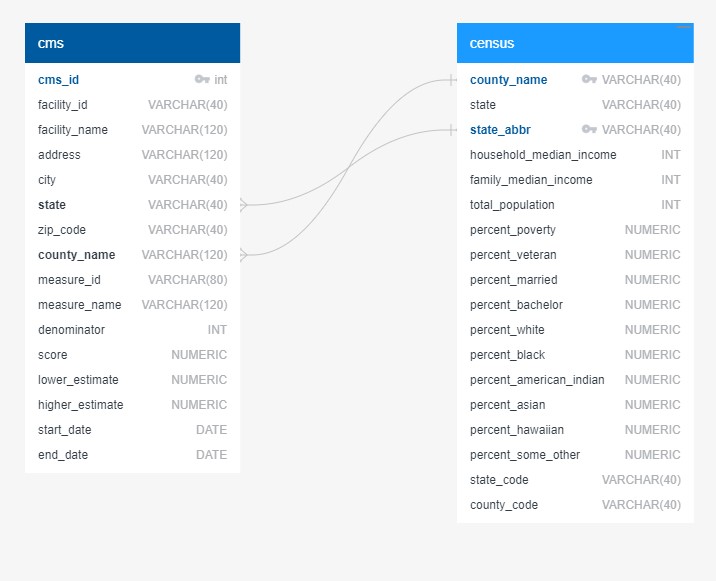 cms
cms_id int
facility_id VARCHAR(40)
facility_name VARCHAR(120)
address VARCHAR(120)
city VARCHAR(40)
state VARCHAR(40)
zip_code VARCHAR(40)
county_name VARCHAR(120)
measure_id VARCHAR(80)
measure_name VARCHAR(120)
denominator INT
score NUMERIC
lower_estimate NUMERIC
higher_estimate NUMERIC
start_date DATE
end_date DATE
census
county_name VARCHAR(40)
state VARCHAR(40)
state_abbr VARCHAR(40)
household_median_income INT
family_median_income INT
total_population INT
percent_poverty NUMERIC
percent_veteran NUMERIC
percent_married NUMERIC
percent_bachelor NUMERIC
percent_white NUMERIC
percent_black NUMERIC
percent_american_indian NUMERIC
percent_asian NUMERIC
percent_hawaiian NUMERIC
percent_some_other NUMERIC
state_code VARCHAR(40)
county_code VARCHAR(40)